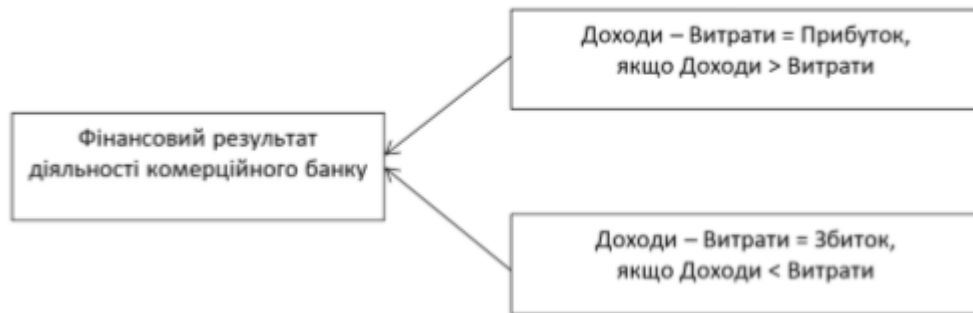 Доходи – Витрати = Прибуток,
якщо Доходи > Витрати
Фінансовий результат
діяльності комерційного банку
Доходи – Витрати = Збиток,
якщо Доходи < Витрати